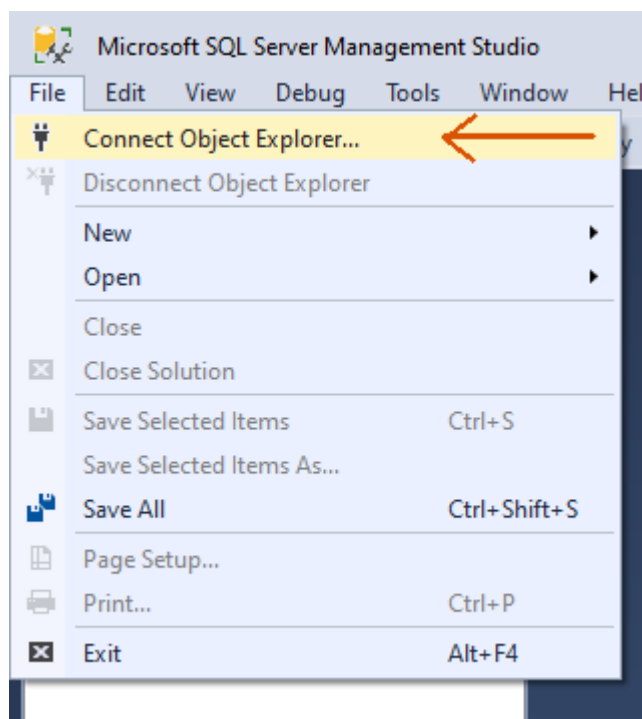 Microsoft SQL Server Management Studio
File Edit View Debug Tools Window
Connect Object Explorer...
Disconnect Object Explorer
New
Open
Close
Close Solution
Save Selected Items Ctrl+S
Save Selected Items As...
Save All Ctrl+Shift+S
Page Setup...
Print... Ctrl+P
Exit Alt+F4